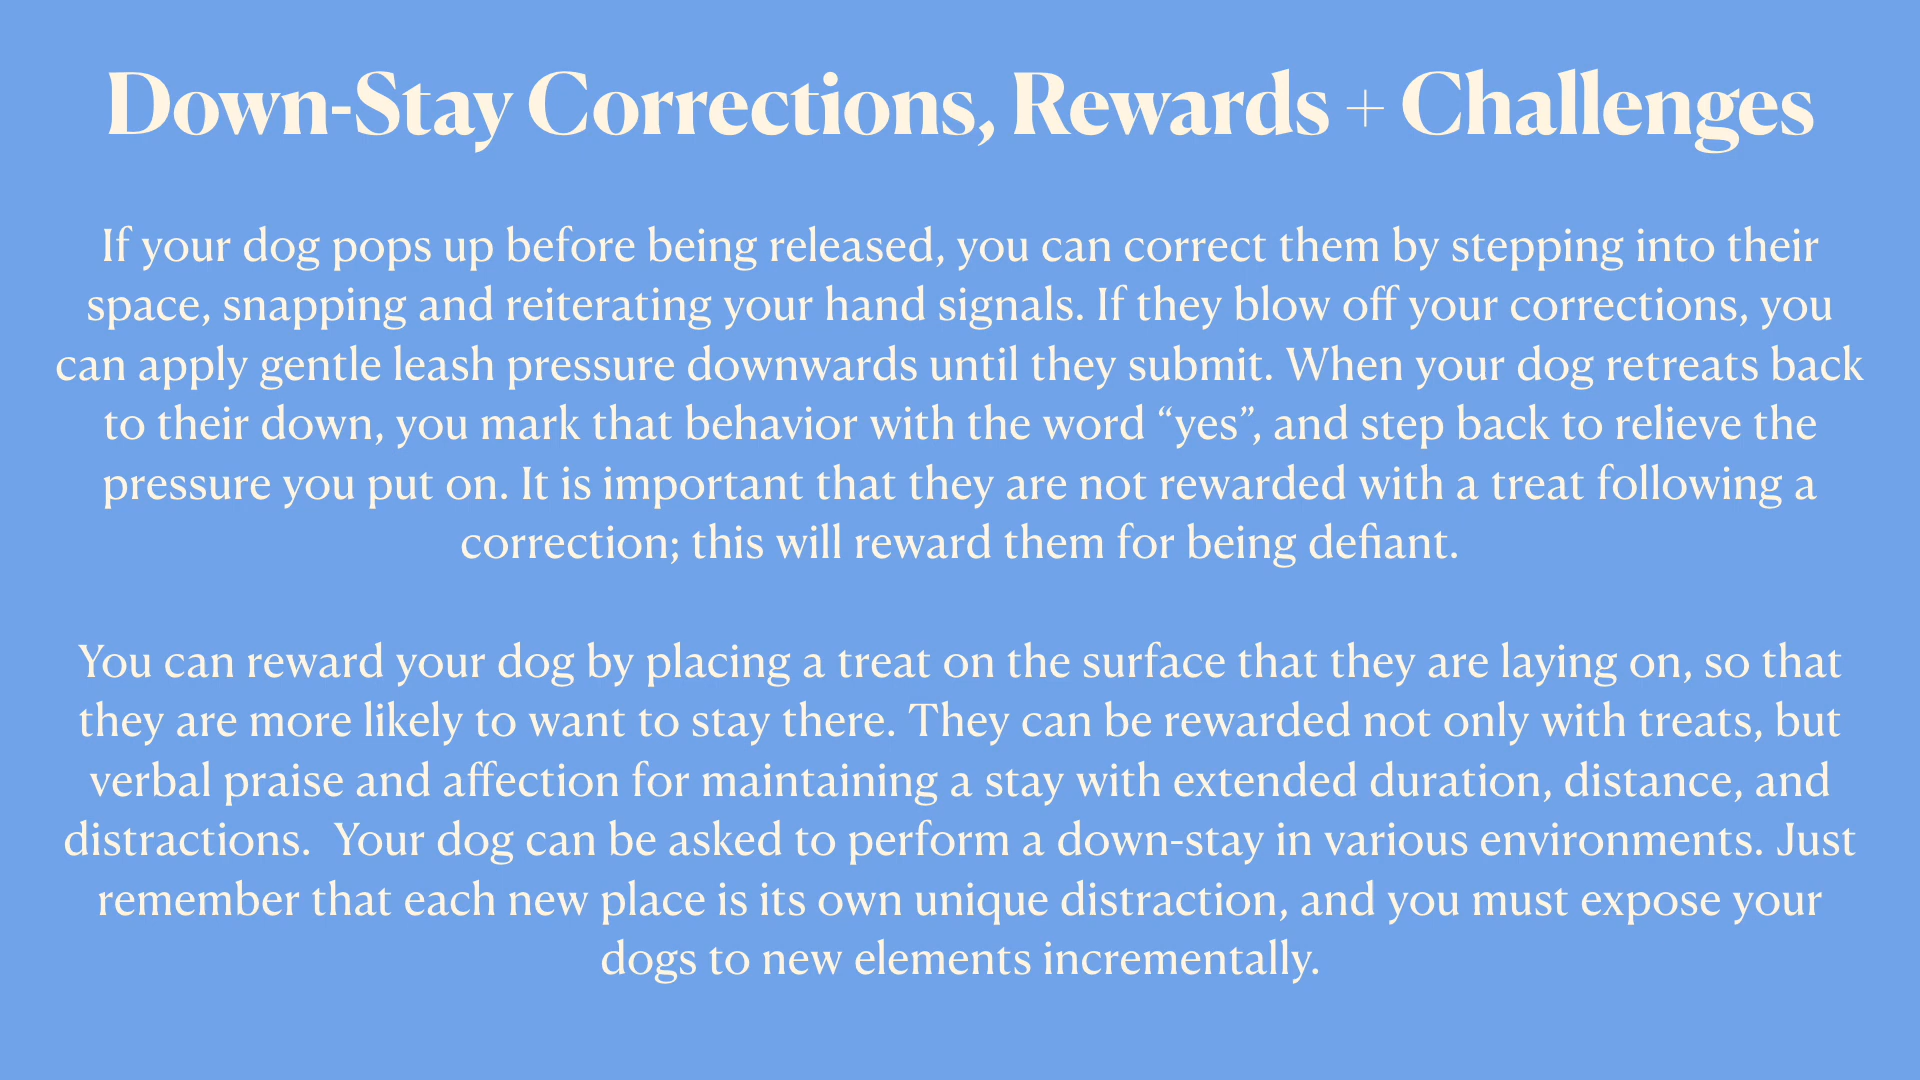 Down-Stay Corrections, Rewards + Challenges
If your dog pops up before being released, you can correct them by stepping into their
space, snapping and reiterating your hand signals. If they blow off your corrections, you
can apply gentle leash pressure downwards until they submit. When your dog retreats back
to their down, you mark that behavior with the word “yes”, and step back to relieve the
pressure you put on. It is important that they are not rewarded with a treat following a
correction; this will reward them for being defiant.
You can reward your dog by placing a treat on the surface that they are laying on, so that
they are more likely to want to stay there. They can be rewarded not only with treats, but
verbal praise and affection for maintaining a stay with extended duration, distance, and
distractions.  Your dog can be asked to perform a down-stay in various environments. Just
remember that each new place is its own unique distraction, and you must expose your
dogs to new elements incrementally.